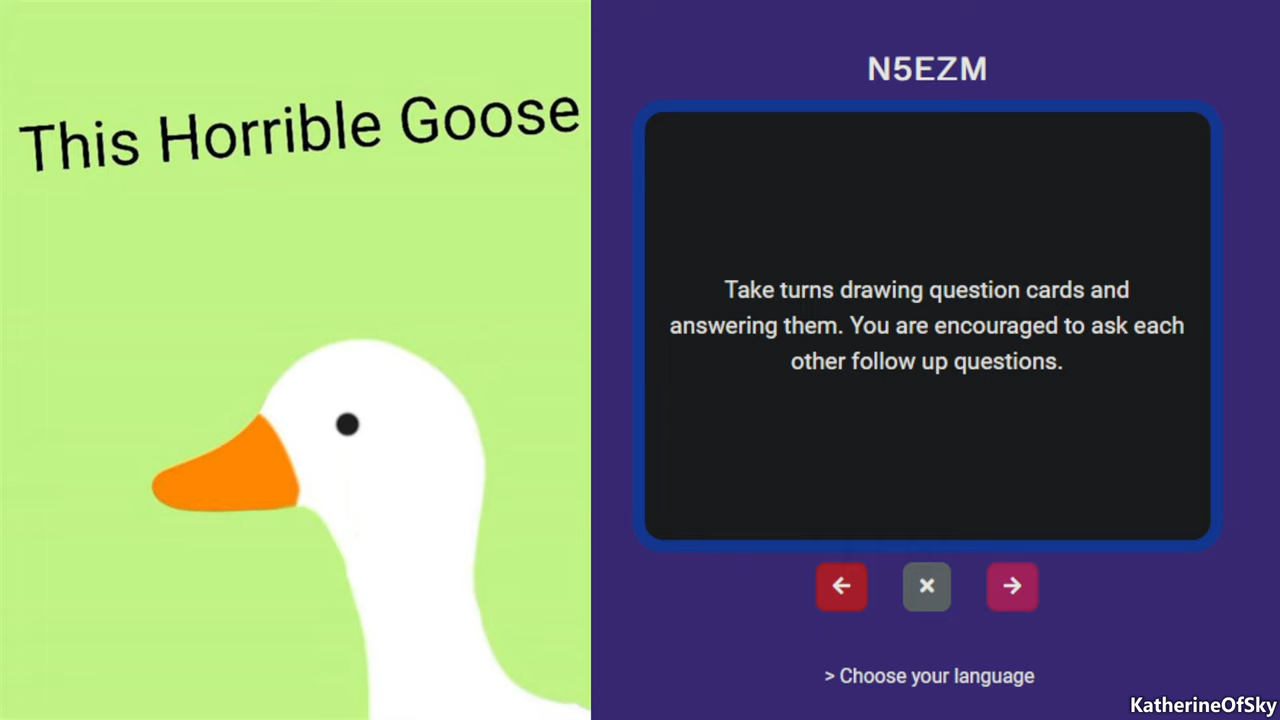 This Horrible Goose
N5EZM
Take turns drawing question cards and
answering them. You are encouraged to ask each
other follow up questions.
> Choose your language
KatherineOfSky